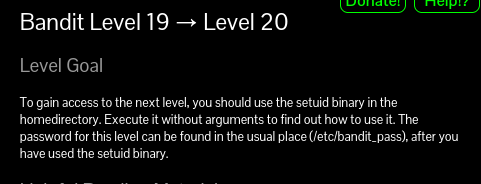 Donate! Help!?
Bandit Level 19 → Level 20
Level Goal
To gain access to the next level, you should use the setuid binary in the
homedirectory. Execute it without arguments to find out how to use it. The
password for this level can be found in the usual place (/etc/bandit_pass), after you
have used the setuid binary.